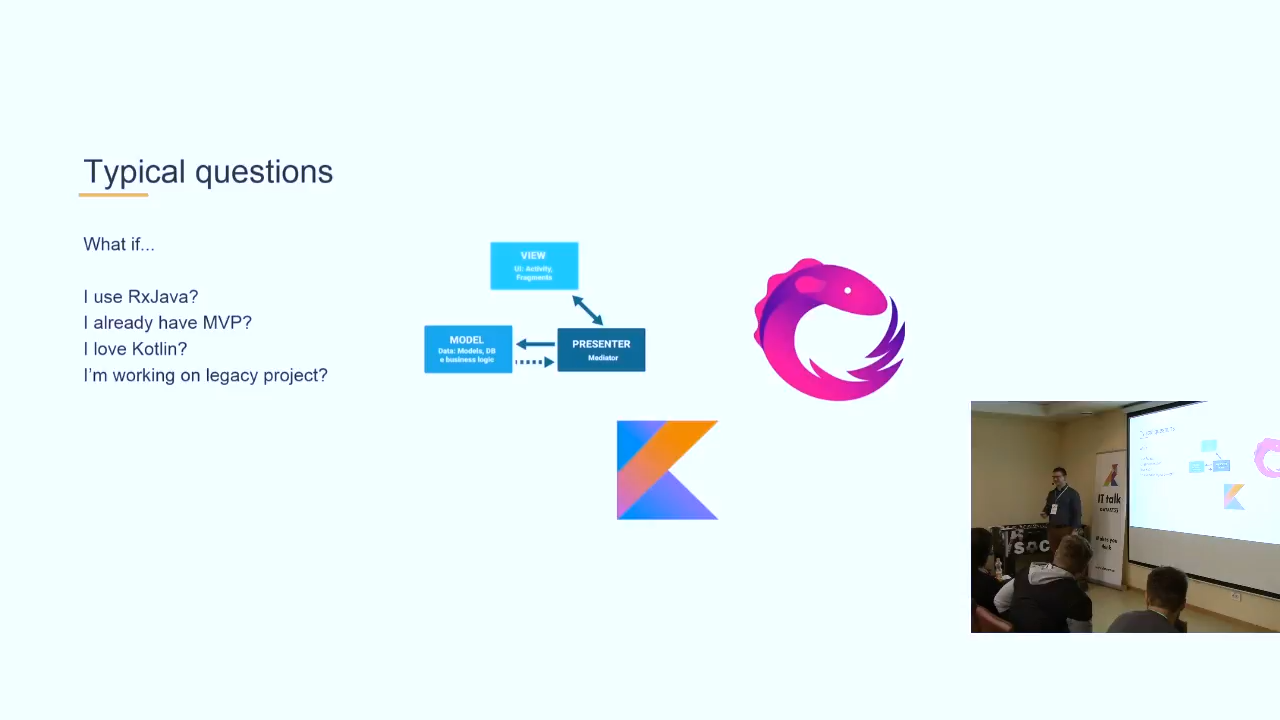 Typical questions
What if...
I use RxJava?
I already have MVP?
I love Kotlin?
I'm working on legacy project?
VIEW
UI: Activity,
Fragments
MODEL
Data: Models, DB
e business logic
PRESENTER
Mediator
IT talk